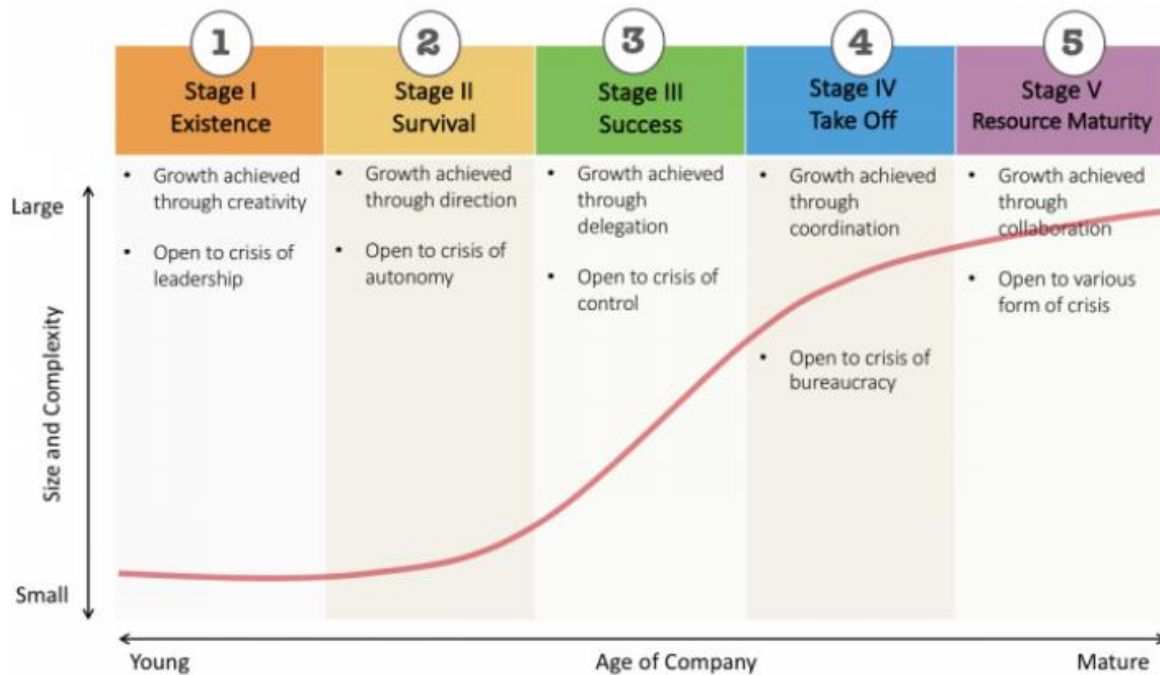 1
2
3
4
5
Stage I
Existence
Stage II
Survival
Stage III
Success
Stage IV
Take Off
Stage V
Resource Maturity
• Growth achieved
through creativity
• Open to crisis of
leadership
• Growth achieved
through direction
• Open to crisis of
autonomy
• Growth achieved
through
delegation
• Open to crisis of
control
• Growth achieved
through
coordination
• Open to crisis of
bureaucracy
• Growth achieved
through
collaboration
• Open to various
form of crisis
Large
Size and Complexity
Small
Young
Age of Company
Mature